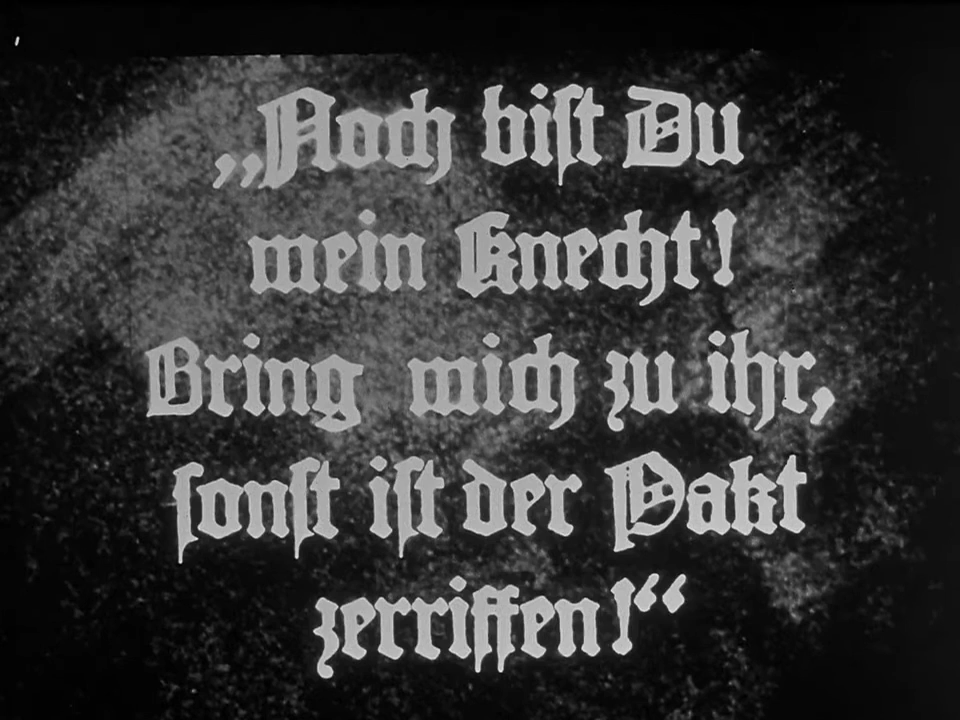 „Noch bist Du
mein Knecht!
Bring mich zu ihr,
sonst ist der Pakt
zerrissen!“